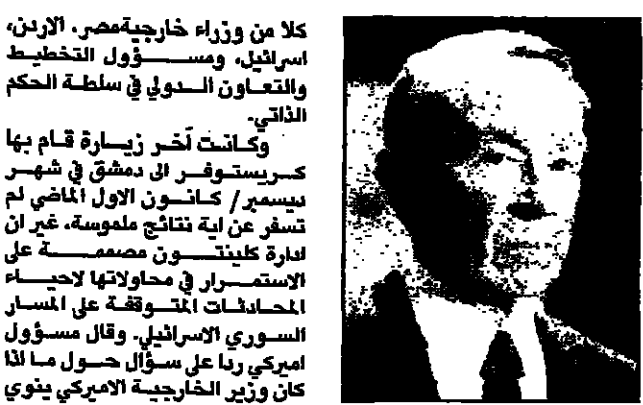 كلا من وزراء خارجيةمصر، الاردن،
اسرائيل، ومسؤول التخطيط
والتعاون الدولي في سلطة الحكم
الذاتي.
وكانت آخر زيارة قام بها
كريستوفر الى دمشق في شهر
ديسمبر/ كانون الاول الماضي لم
تسفر عن اية نتائج ملموسة، غير ان
ادارة كلينتون مصممة على
الاستمرار في محاولاتها لاحياء
المحادثات المتوقفة على المسار
السوري الاسرائيلي. وقال مسؤول
اميركي ردا على سؤال حول ما اذا
كان وزير الخارجية الاميركي ينوي